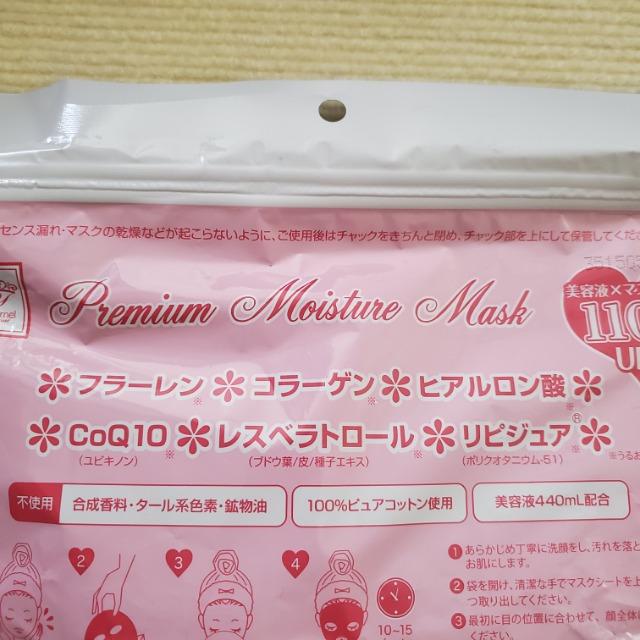 センス漏れ・マスクの乾燥などが起こらないように、ご使用後はチャックをきちんと閉め、チャック部を上にして保管してくださ
Premium Moisture Mask
美容液×マ
110
U
✽フラーレン※✽コラーゲン※✽ヒアルロン酸※✽
✽CoQ10※✽レスベラトロール※✽リピジュア®※✽
(ユビキノン) (ブドウ葉/皮/種子エキス) (ポリクオタニウム-51) ※うるお
不使用 合成香料・タール系色素・鉱物油 100%ピュアコットン使用 美容液440mL配合
2 3 4
10~15
1 あらかじめ丁寧に洗顔をし、汚れを落と
お肌にします。
2 袋を開け、清潔な手でマスクシートを上
つ取り出してください。
3 最初に目の位置に合わせて、顔全体